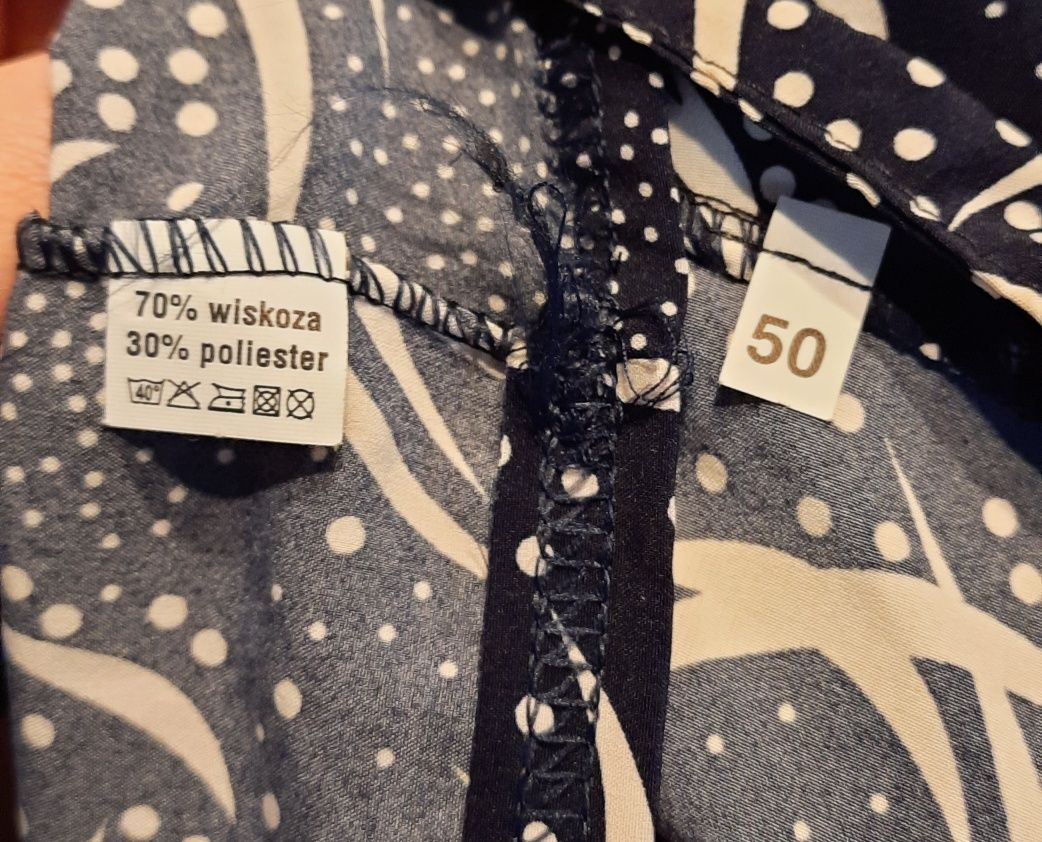 70% wiskoza
30% poliester
40°
50